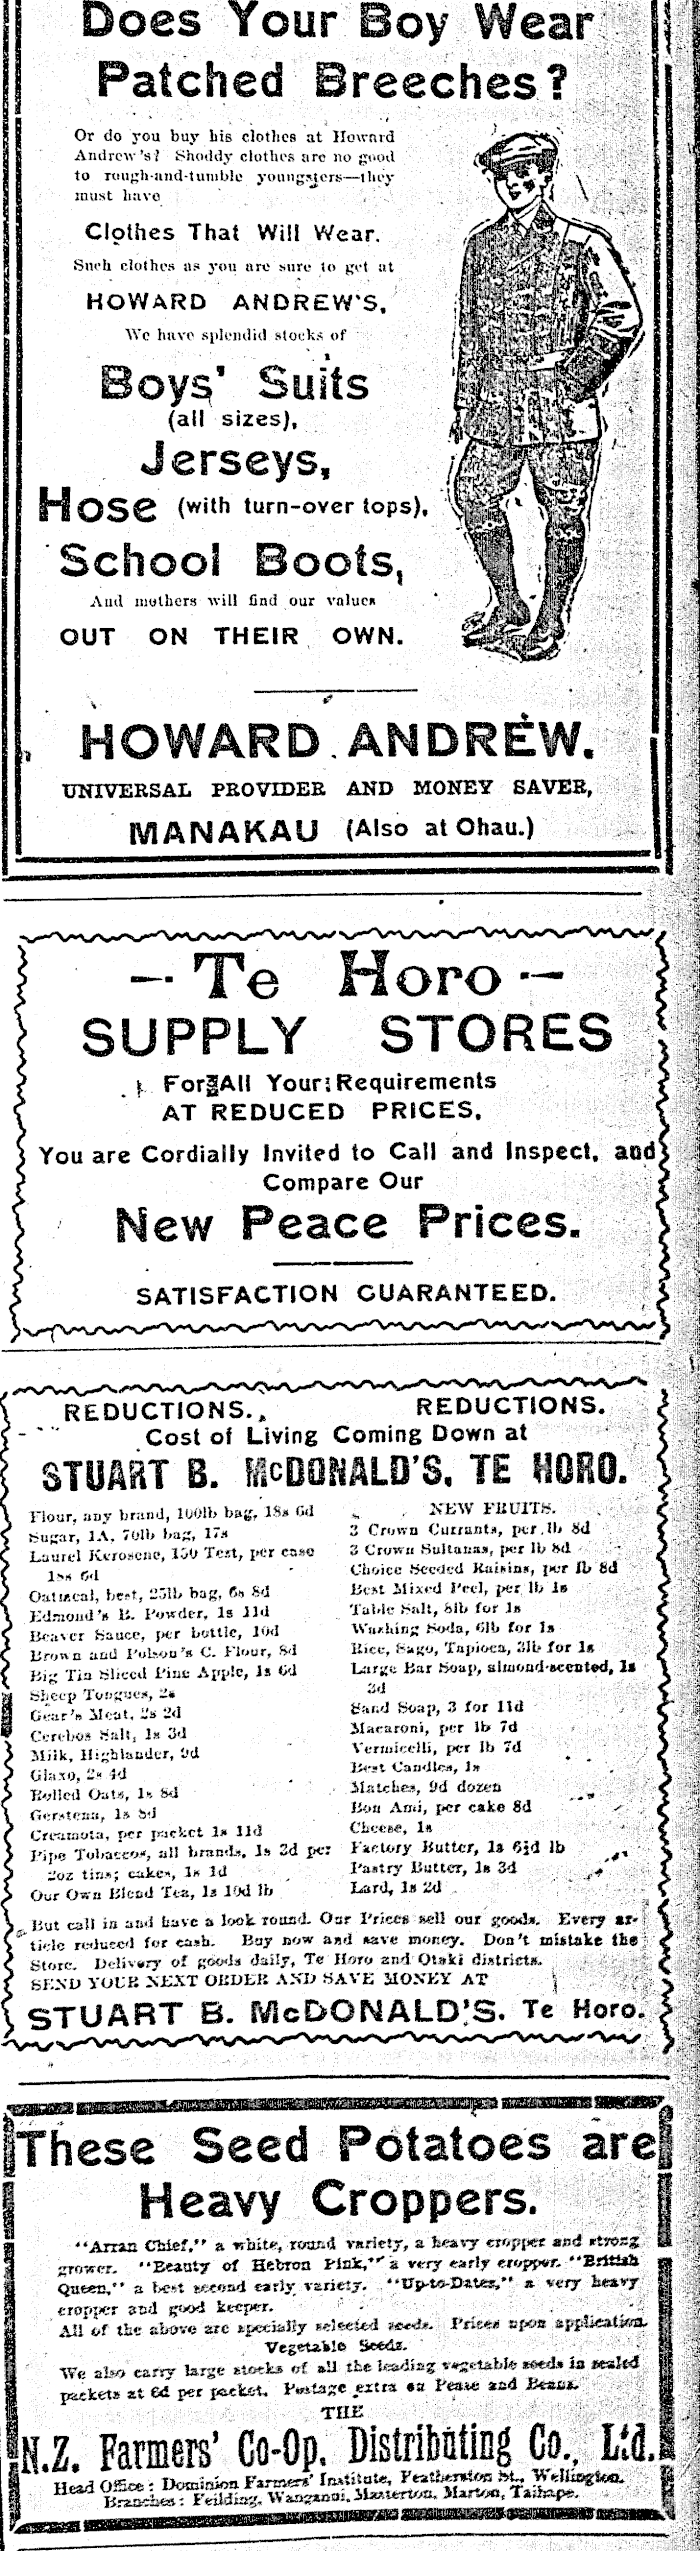 Does Your Boy Wear
Patched Breeches?
Or do you buy his clothes at Howard
Andrew's? Shoddy clothes are no good
to rough-and-tumble youngsters—they
must have
Clothes That Will Wear.
Such clothes as you are sure to get at
HOWARD ANDREW'S,
We have splendid stocks of
Boys' Suits
(all sizes),
Jerseys,
Hose (with turn-over tops),
School Boots,
And mothers will find our values
OUT ON THEIR OWN.
HOWARD ANDREW.
UNIVERSAL PROVIDER AND MONEY SAVER,
MANAKAU (Also at Ohau.)
Te Horo
SUPPLY STORES
For All Your Requirements
AT REDUCED PRICES.
You are Cordially Invited to Call and Inspect, and
Compare Our
New Peace Prices.
SATISFACTION GUARANTEED.
REDUCTIONS. REDUCTIONS.
Cost of Living Coming Down at
STUART B. McDONALD'S, TE HORO.
Flour, any brand, 100lb bag, 18s 6d
Sugar, 1A, 70lb bag, 17s
Laurel Kerosene, 150 Test, per case
18s 6d
Oatmeal, best, 25lb bag, 6s 8d
Edmond's B. Powder, 1s 11d
Beaver Sauce, per bottle, 10d
Brown and Polson's C. Flour, 8d
Big Tin Sliced Pine Apple, 1s 6d
Sheep Tongues, 2s
Gear's Meat, 2s 2d
Cerebos Salt, 1s 3d
Milk, Highlander, 9d
Glaxo, 2s 4d
Rolled Oats, 1s 8d
Gerstena, 1s 8d
Creamota, per packet 1s 11d
Pipe Tobaccos, all brands, 1s 3d per
2oz tins; cakes, 1s 1d
Our Own Blend Tea, 1s 10d lb
NEW FRUITS.
3 Crown Currants, per lb 8d
3 Crown Sultanas, per lb 8d
Choice Seeded Raisins, per lb 8d
Best Mixed Peel, per lb 1s
Table Salt, 8lb for 1s
Washing Soda, 6lb for 1s
Rice, Sago, Tapioca, 3lb for 1s
Large Bar Soap, almond-scented, 1s
3d
Sand Soap, 3 for 11d
Macaroni, per lb 7d
Vermicelli, per lb 7d
Best Candles, 1s
Matches, 9d dozen
Bon Ami, per cake 8d
Cheese, 1s
Factory Butter, 1s 6½d lb
Pastry Butter, 1s 3d
Lard, 1s 2d
But call in and have a look round. Our Prices sell our goods. Every ar-
ticle reduced for cash. Buy now and save money. Don't mistake the
Store. Delivery of goods daily, Te Horo and Otaki districts.
SEND YOUR NEXT ORDER AND SAVE MONEY AT
STUART B. McDONALD'S. Te Horo.
These Seed Potatoes are
Heavy Croppers.
"Arran Chief," a white, round variety, a heavy cropper and strong
grower. "Beauty of Hebron Pink," a very early cropper. "British
Queen," a best second early variety. "Up-to-Dates," a very heavy
cropper and good keeper.
All of the above are specially selected seeds. Prices upon application.
Vegetable Seeds.
We also carry large stocks of all the leading vegetable seeds in sealed
packets at 6d per packet. Postage extra on Pease and Beans.
THE
N.Z. Farmers' Co-Op. Distributing Co., Ltd.
Head Office: Dominion Farmers' Institute, Featherston St., Wellington.
Branches: Feilding, Wanganui, Masterton, Marton, Taihape.